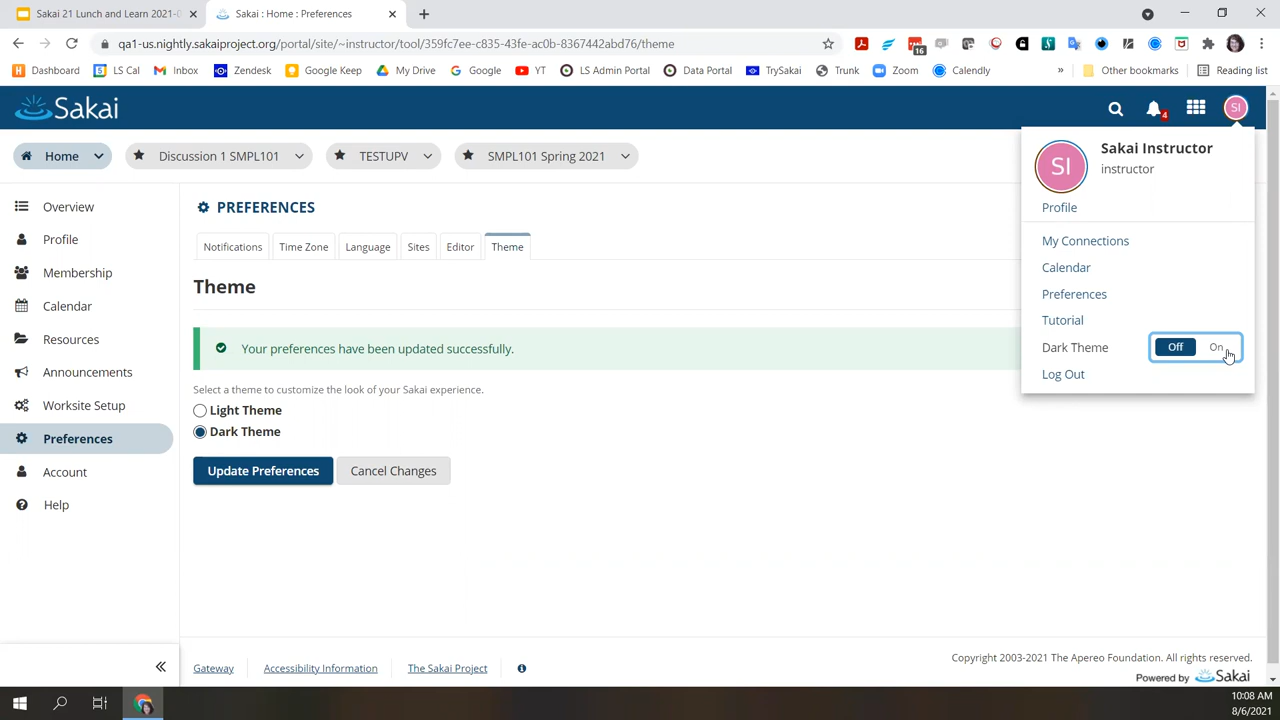 Sakai 21 Lunch and Learn 2021-0
Sakai : Home : Preferences
qa1-us.nightly.sakaiproject.org/portal/site/~instructorpool/359fc7ee-c335-43fe-ac0b-8367442abd76/theme
16
Dashboard LS Cal Inbox Zendesk Google Keep My Drive Google YT LS Admin Portal Data Portal TrySakai Trunk Zoom Calendly » Other bookmarks Reading list
Sakai
4
SI
Home Discussion 1 SMPL101 TESTUPV SMPL101 Spring 2021
SI
Sakai Instructor
instructor
Profile
My Connections
Calendar
Preferences
Tutorial
Dark Theme Off On
Log Out
Overview
Profile
Membership
Calendar
Resources
Announcements
Worksite Setup
Preferences
Account
Help
PREFERENCES
Notifications Time Zone Language Sites Editor Theme
Theme
Your preferences have been updated successfully.
Select a theme to customize the look of your Sakai experience.
Light Theme
Dark Theme
Update Preferences Cancel Changes
«
Gateway Accessibility Information The Sakai Project
Copyright 2003-2021 The Apereo Foundation. All rights reserved.
Powered by Sakai
10:08 AM
8/6/2021